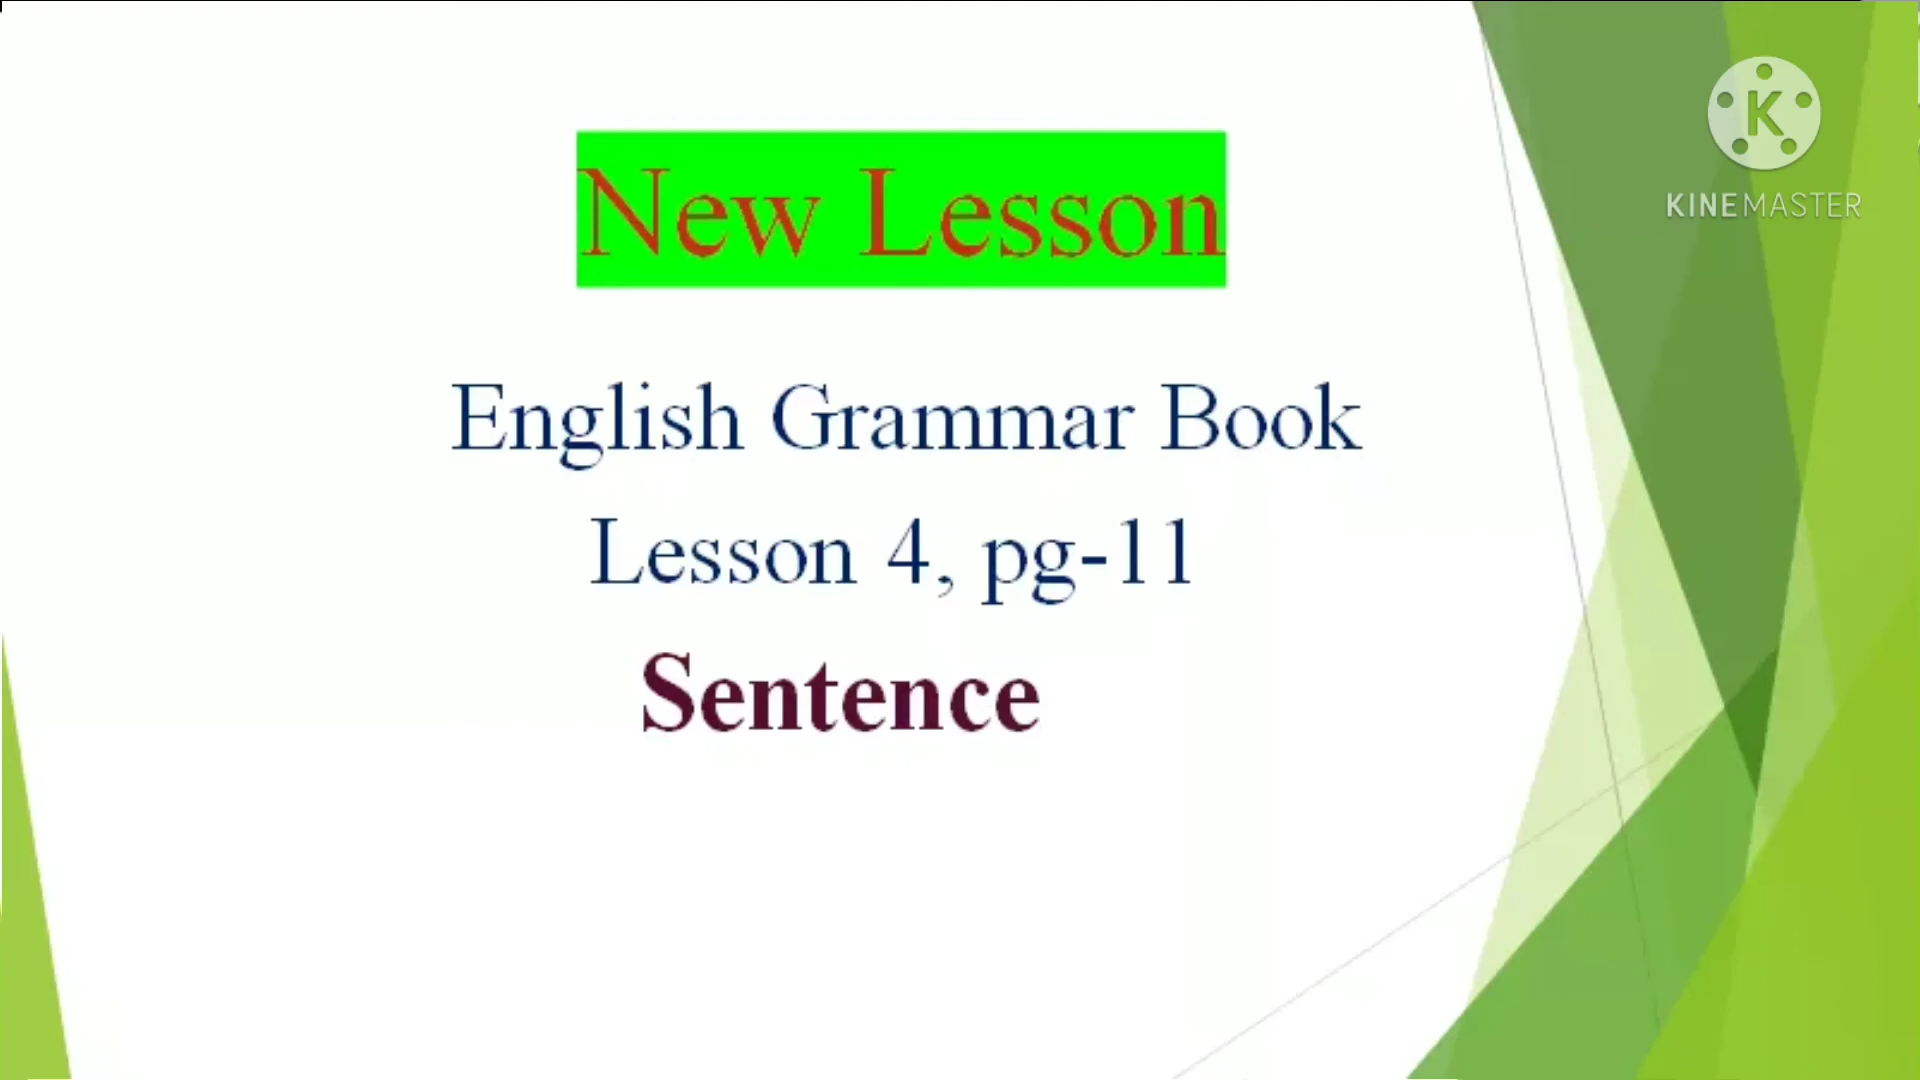 New Lesson
K
KINEMASTER
English Grammar Book
Lesson 4, pg-11
Sentence